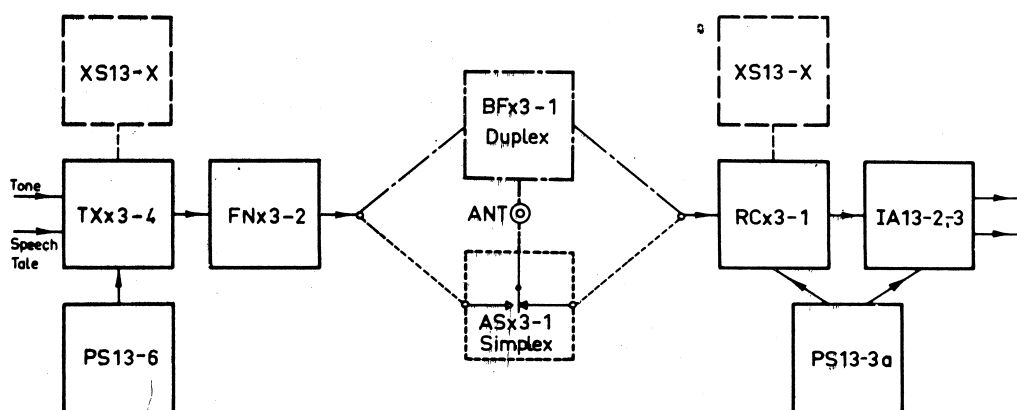 XS13-X
XS13-X
BFx3-1
Duplex
Tone
TXx3-4
FNx3-2
ANT
RCx3-1
IA13-2,-3
Speech
Tale
ASx3-1
Simplex
PS13-6
PS13-3a